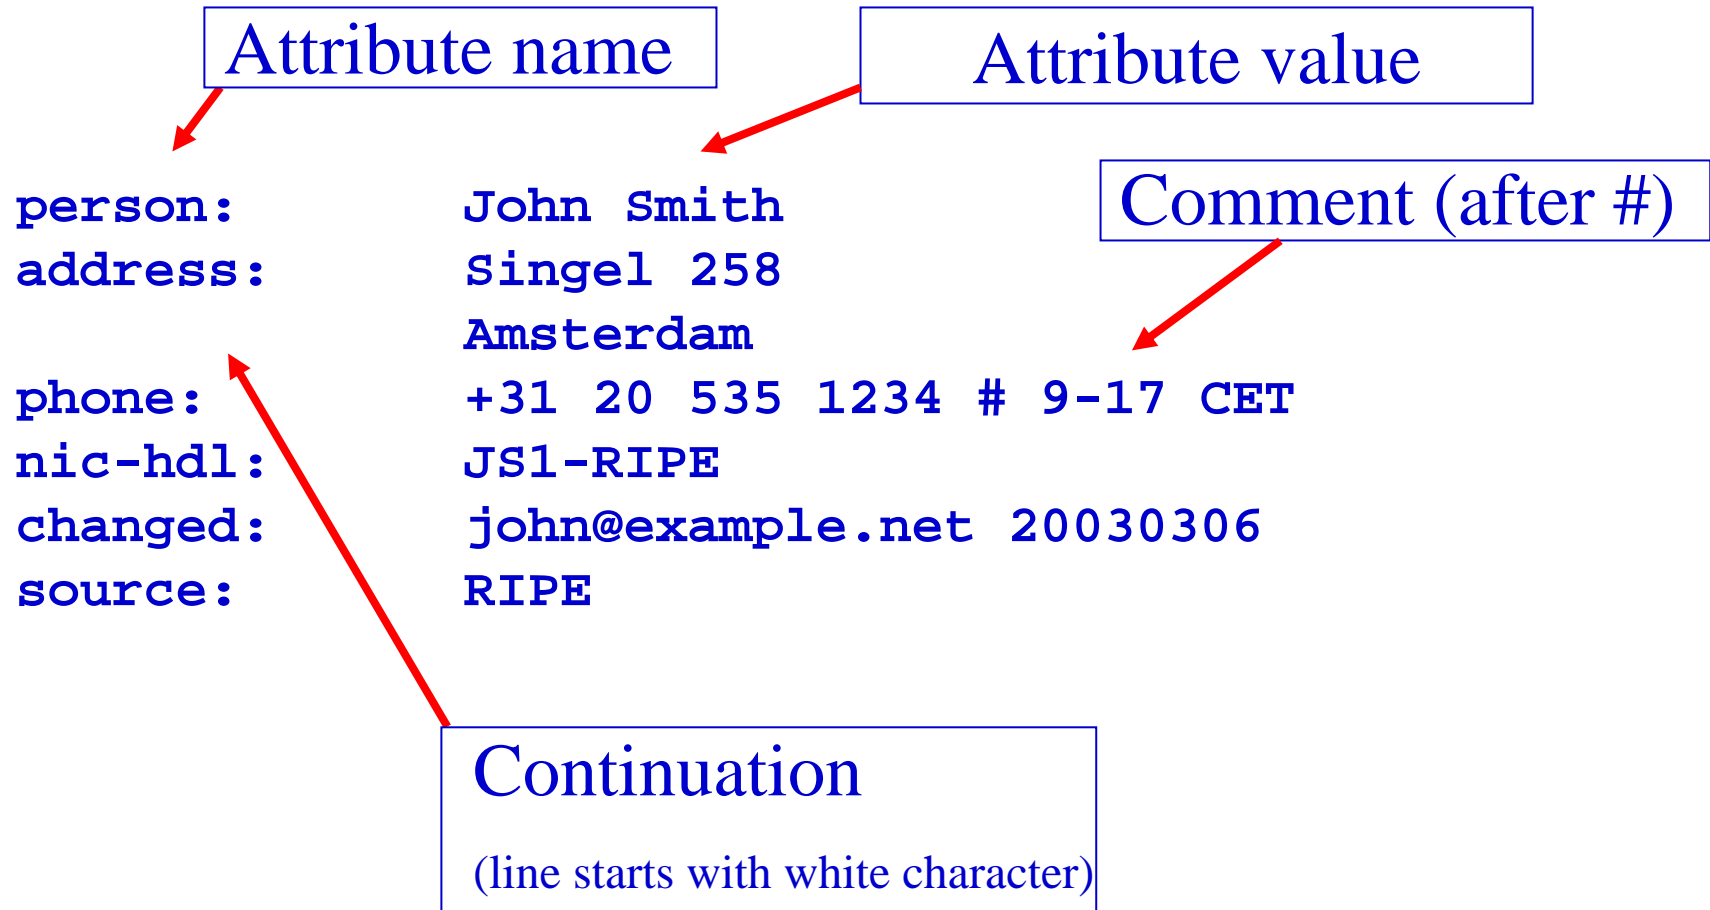 Attribute name
Attribute value
Comment (after #)
person: John Smith
address: Singel 258
Amsterdam
phone: +31 20 535 1234 # 9-17 CET
nic-hdl: JS1-RIPE
changed: john@example.net 20030306
source: RIPE
Continuation
(line starts with white character)